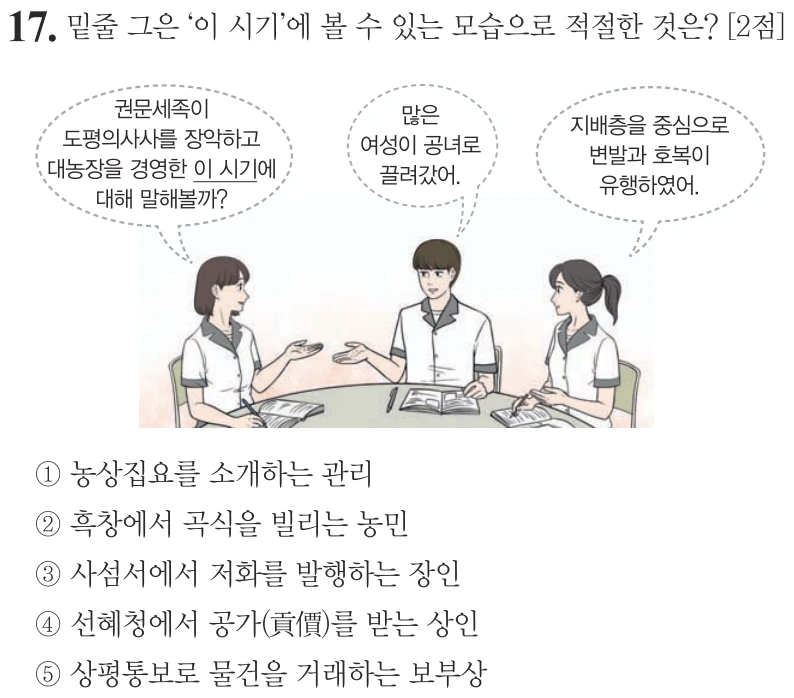 17. 밑줄 그은 ‘이 시기’에 볼 수 있는 모습으로 적절한 것은? [2점]
권문세족이
도평의사사를 장악하고
대농장을 경영한 이 시기에
대해 말해볼까?
많은
여성이 공녀로
끌려갔어.
지배층을 중심으로
변발과 호복이
유행하였어.
① 농상집요를 소개하는 관리
② 흑창에서 곡식을 빌리는 농민
③ 사섬서에서 저화를 발행하는 장인
④ 선혜청에서 공가(貢價)를 받는 상인
⑤ 상평통보로 물건을 거래하는 보부상